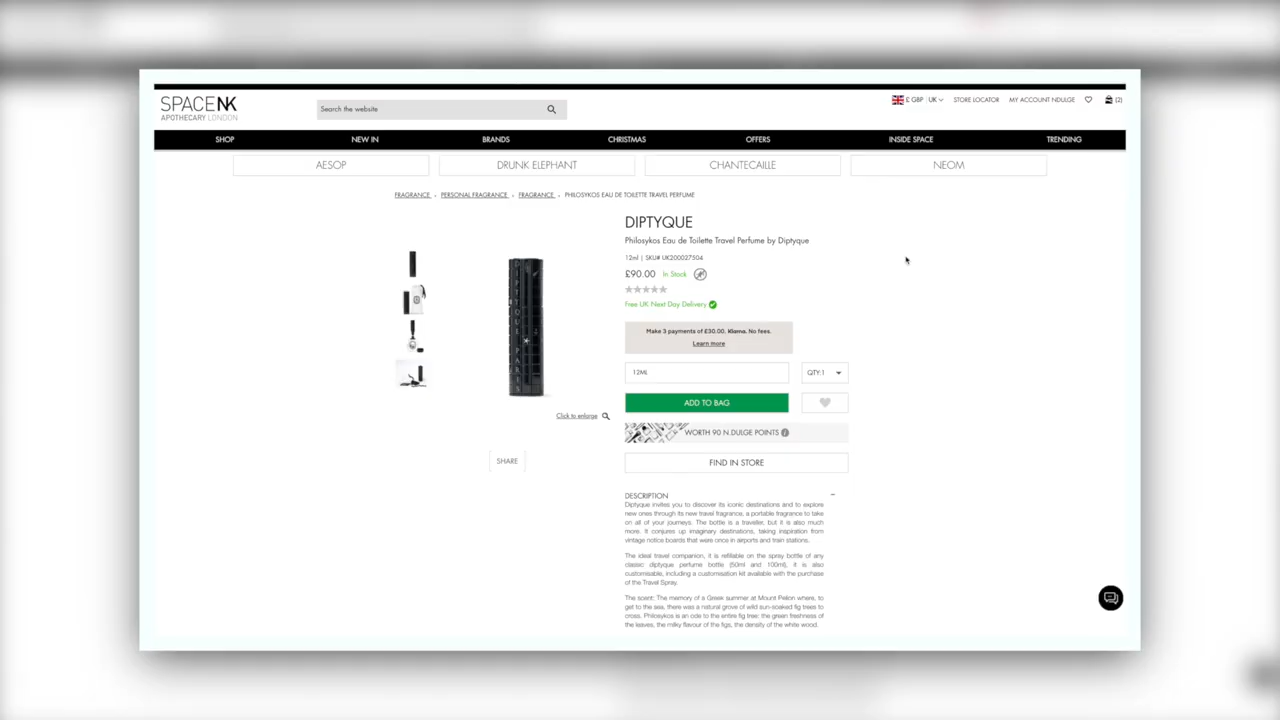 SPACENK
APOTHECARY LONDON
Search the website
£ GBP UK
STORE LOCATOR
MY ACCOUNT NDULGE
(2)
SHOP
NEW IN
BRANDS
CHRISTMAS
OFFERS
INSIDE SPACE
TRENDING
AESOP
DRUNK ELEPHANT
CHANTECAILLE
NEOM
FRAGRANCE
PERSONAL FRAGRANCE
FRAGRANCE
PHILOSYKOS EAU DE TOILETTE TRAVEL PERFUME
DIPTYQUE PARIS
Click to enlarge
SHARE
DIPTYQUE
Philosykos Eau de Toilette Travel Perfume by Diptyque
12ml | SKU# UK200027504
£90.00 In Stock
Free UK Next Day Delivery
Make 3 payments of £30.00. Klarna. No fees.
Learn more
12ML
QTY:1
ADD TO BAG
WORTH 90 N.DULGE POINTS
FIND IN STORE
DESCRIPTION
Diptyque invites you to discover its iconic destinations and to explore
new ones through its new travel fragrance, a portable fragrance to take
on all of your journeys. The bottle is a traveller, but it is also much
more. It conjures up imaginary destinations, taking inspiration from
vintage notice boards that were once in airports and train stations.
The ideal travel companion, it is refillable on the spray bottle of any
classic diptyque perfume bottle (50ml and 100ml), it is also
customisable, including a customisation kit available with the purchase
of the Travel Spray.
The scent: The memory of a Greek summer at Mount Pelion where, to
get to the sea, there was a natural grove of wild sun-soaked fig trees to
cross. Philosykos is an ode to the entire fig tree: the green freshness of
the leaves, the milky flavour of the figs, the density of the white wood.